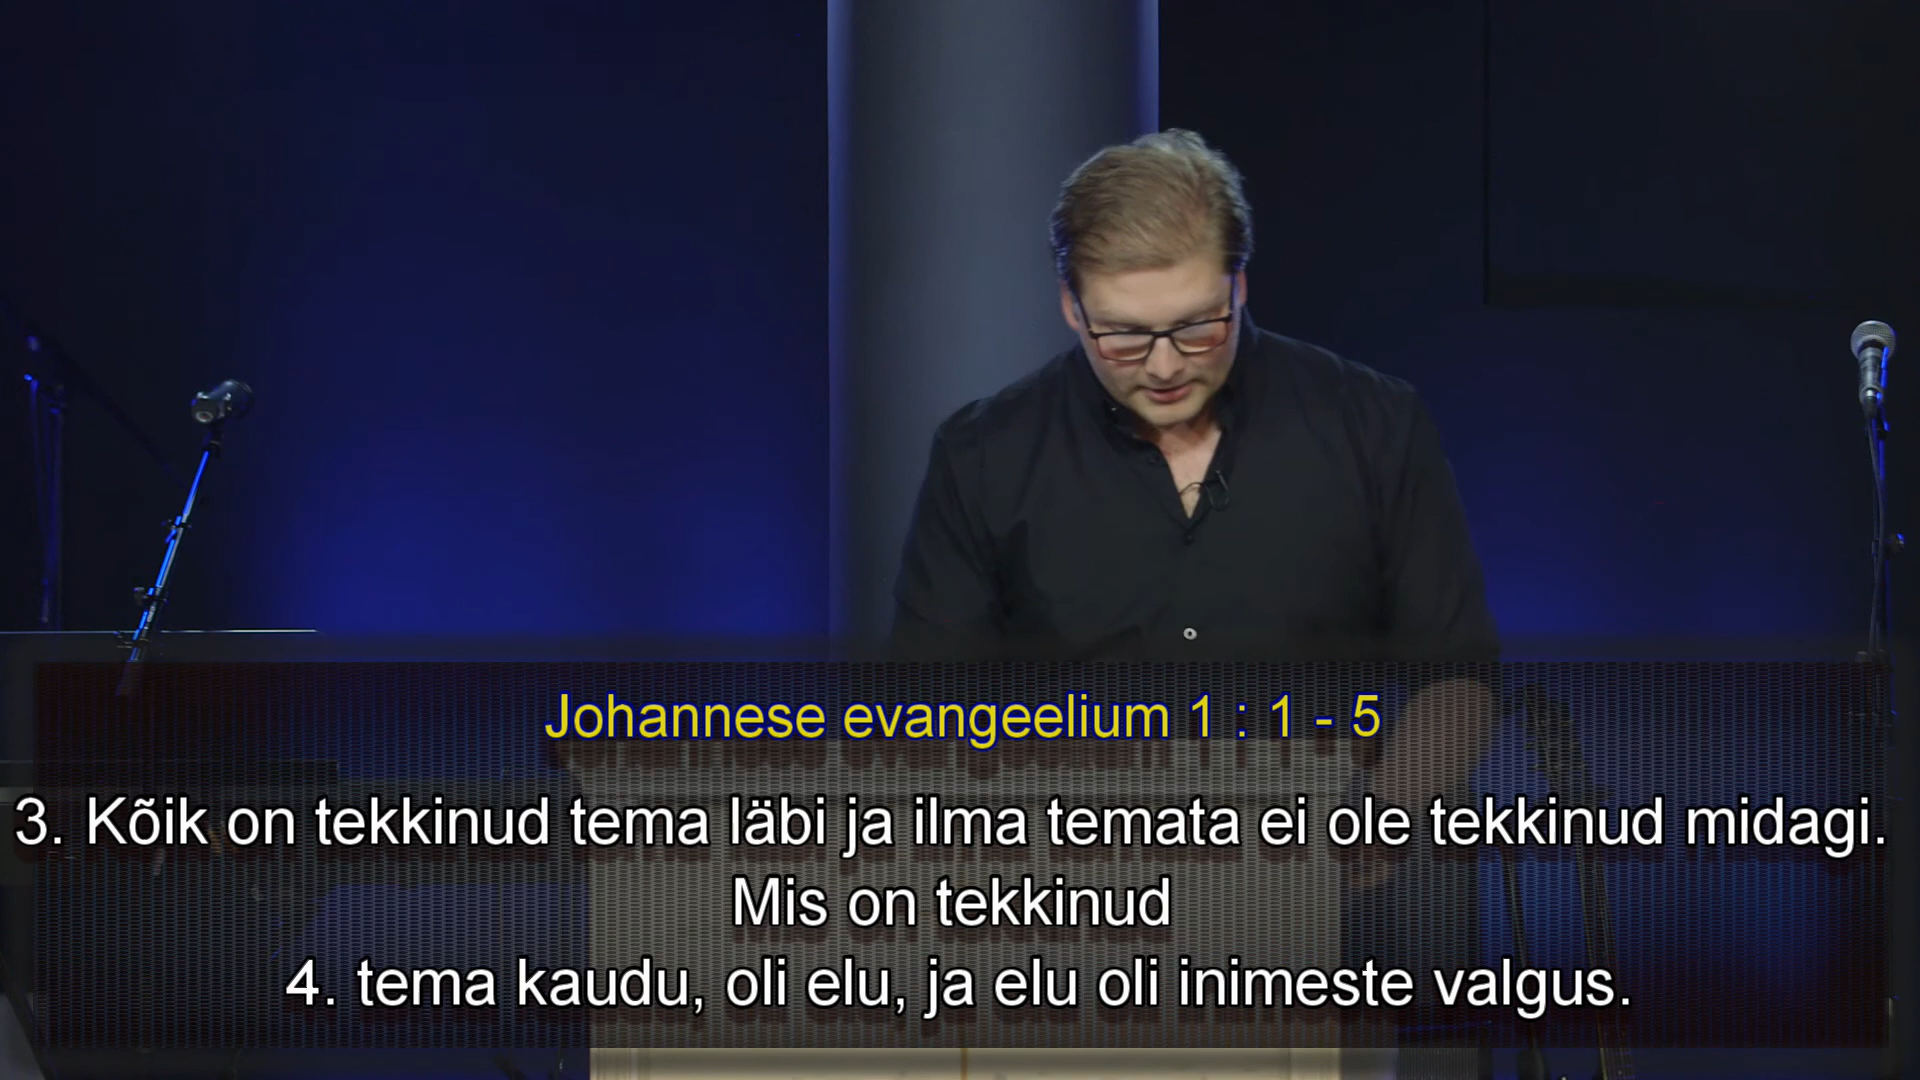 Johannese evangeelium 1 : 1 - 5
3. Kõik on tekkinud tema läbi ja ilma temata ei ole tekkinud midagi.
Mis on tekkinud
4. tema kaudu, oli elu, ja elu oli inimeste valgus.